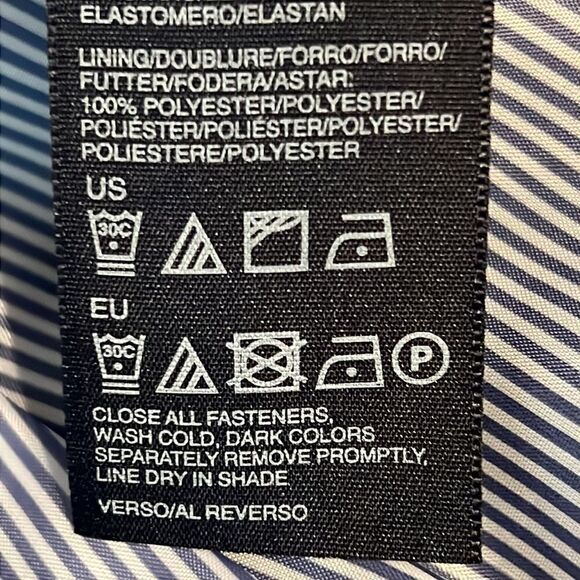 ELASTOMERO/ELASTAN
LINING/DOUBLURE/FORRO/FORRO/
FUTTER/FODERA/ASTAR:
100% POLYESTER/POLYESTER/
POLIÉSTER/POLIÉSTER/POLYESTER/
POLIESTERE/POLYESTER
US
30C
EU
30C P
CLOSE ALL FASTENERS,
WASH COLD, DARK COLORS
SEPARATELY REMOVE PROMPTLY,
LINE DRY IN SHADE
VERSO/AL REVERSO